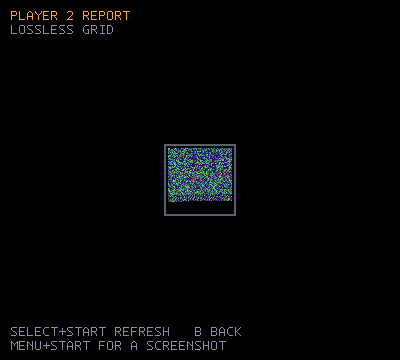 PLAYER 2 REPORT
LOSSLESS GRID
SELECT+START REFRESH   B BACK
MENU+START FOR A SCREENSHOT